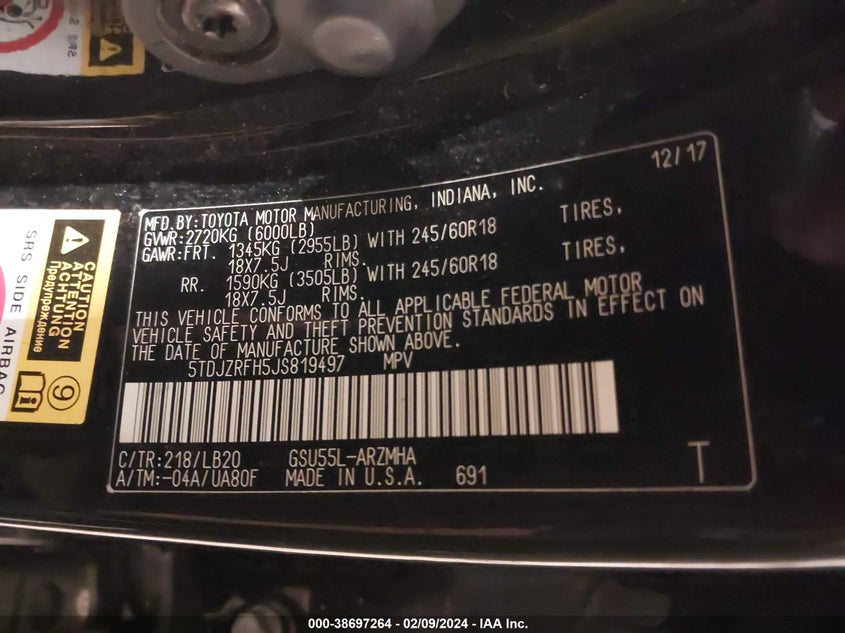 12/17
MFD.BY:TOYOTA MOTOR MANUFACTURING, INDIANA, INC.
GVWR:2720KG (6000LB)
GAWR:FRT. 1345KG (2955LB) WITH 245/60R18 TIRES,
18X7.5J RIMS.
RR. 1590KG (3505LB) WITH 245/60R18 TIRES,
18X7.5J RIMS.
THIS VEHICLE CONFORMS TO ALL APPLICABLE FEDERAL MOTOR
VEHICLE SAFETY AND THEFT PREVENTION STANDARDS IN EFFECT ON
THE DATE OF MANUFACTURE SHOWN ABOVE.
5TDJZRFH5JS819497 MPV
C/TR:218/LB20 GSU55L-ARZMHA
A/TM:-04A/UA80F MADE IN U.S.A. 691 T
CAUTION
ATTENTION
ACHTUNG
Предупреждение
SRS SIDE AIRBAG
9
000-38697264 - 02/09/2024 - IAA Inc.